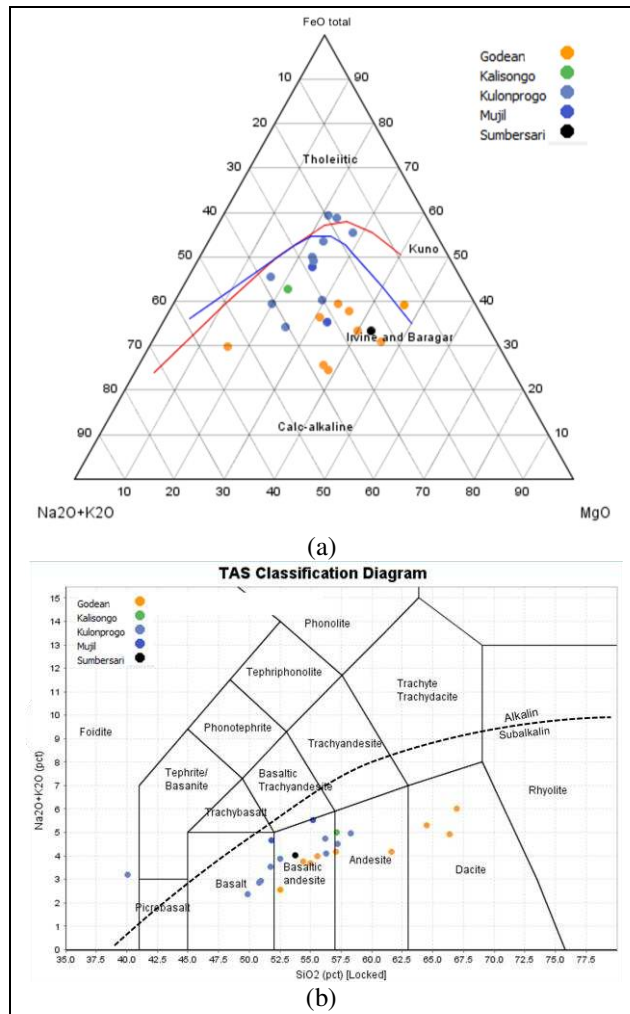 FeO total
Godean
Kalisongo
Kulonprogo
Mujil
Sumbersari
10 90
20 80
Tholeiitic
30 70
40 60
50 50
Kuno
60 40
Irvine and Baragar
70 30
80 20
Calc-alkaline
90 10
10 20 30 40 50 60 70 80 90
Na2O+K2O MgO
(a)
TAS Classification Diagram
Godean
Kalisongo
Kulonprogo
Mujil
Sumbersari
15
14
13
12
11
10
9
8
7
6
5
4
3
2
1
0
Na2O+K2O (pct)
Phonolite
Tephriphonolite
Trachyte
Trachydacite
Foidite
Phonotephrite
Alkalin
Subalkalin
Trachyandesite
Tephrite/
Basanite
Basaltic
Trachyandesite
Rhyolite
Trachybasalt
Basalt
Basaltic
andesite
Andesite
Dacite
Picrobasalt
35.0 37.5 40.0 42.5 45.0 47.5 50.0 52.5 55.0 57.5 60.0 62.5 65.0 67.5 70.0 72.5 75.0 77.5
SiO2 (pct) [Locked]
(b)